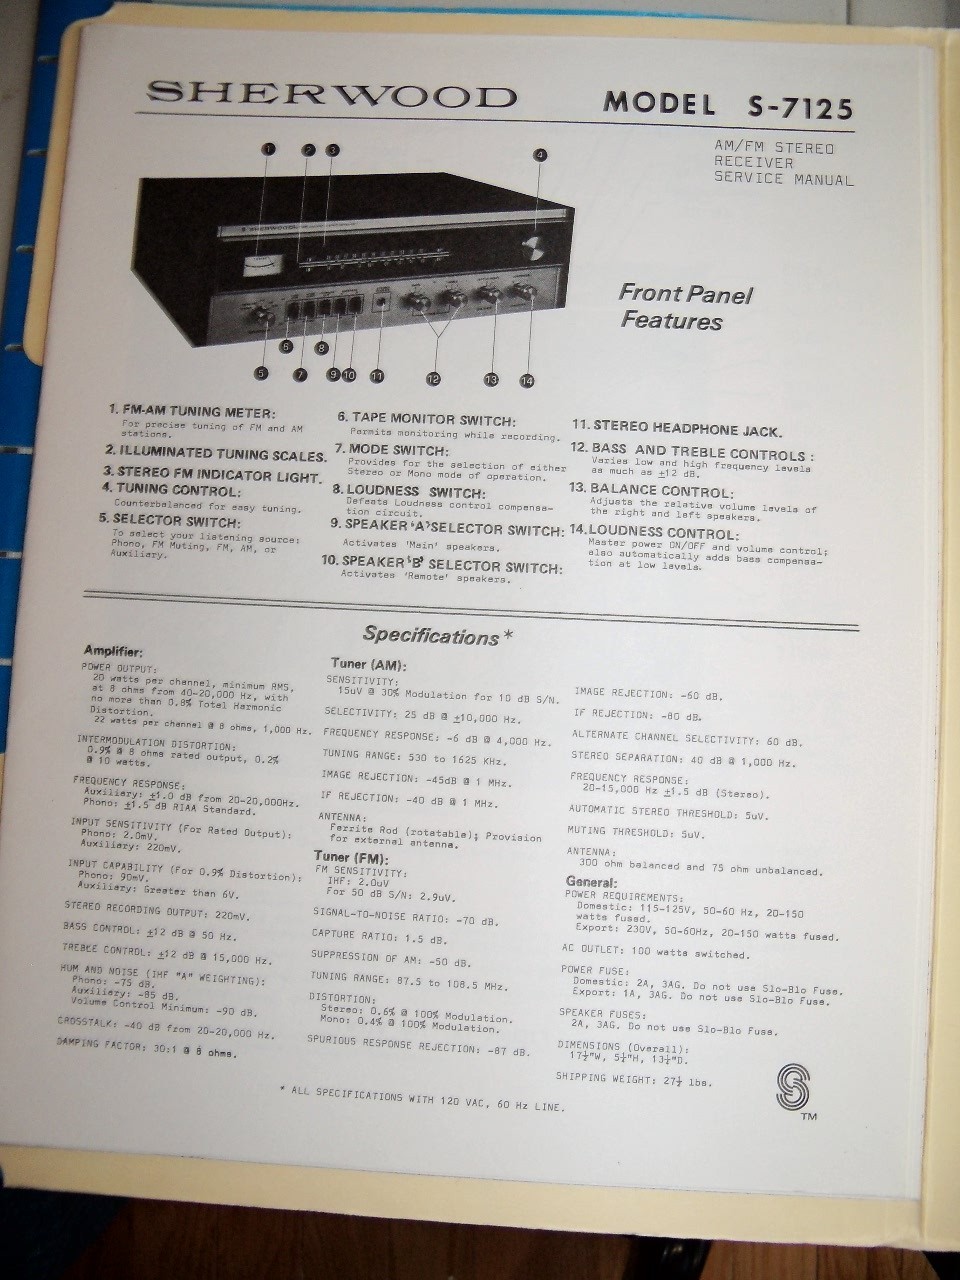 SHERWOOD
MODEL S-7125
AM/FM STEREO
RECEIVER
SERVICE MANUAL
1 2 3 4
SHERWOOD
Front Panel
Features
6 8
5 7 9 10 11 12 13 14
1. FM-AM TUNING METER:
For precise tuning of FM and AM
stations.
2. ILLUMINATED TUNING SCALES.
3. STEREO FM INDICATOR LIGHT.
4. TUNING CONTROL:
Counterbalanced for easy tuning.
5. SELECTOR SWITCH:
To select your listening source:
Phono, FM Muting, FM, AM, or
Auxiliary.
6. TAPE MONITOR SWITCH:
Permits monitoring while recording.
7. MODE SWITCH:
Provides for the selection of either
Stereo or Mono mode of operation.
8. LOUDNESS SWITCH:
Defeats Loudness control compensa-
tion circuit.
9. SPEAKER 'A' SELECTOR SWITCH:
Activates 'Main' speakers.
10. SPEAKER 'B' SELECTOR SWITCH:
Activates 'Remote' speakers.
11. STEREO HEADPHONE JACK.
12. BASS AND TREBLE CONTROLS :
Varies low and high frequency levels
as much as ±12 dB.
13. BALANCE CONTROL:
Adjusts the relative volume levels of
the right and left speakers.
14. LOUDNESS CONTROL:
Master power ON/OFF and volume control;
also automatically adds bass compensa-
tion at low levels.
Specifications*
Amplifier:
POWER OUTPUT:
20 watts per channel, minimum RMS,
at 8 ohms from 40-20,000 Hz, with
no more than 0.8% Total Harmonic
Distortion.
22 watts per channel @ 8 ohms, 1,000 Hz.
INTERMODULATION DISTORTION:
0.9% @ 8 ohms rated output, 0.2%
@ 10 watts.
FREQUENCY RESPONSE:
Auxiliary: ±1.0 dB from 20-20,000Hz.
Phono: ±1.5 dB RIAA Standard.
INPUT SENSITIVITY (For Rated Output):
Phono: 2.0mV.
Auxiliary: 220mV.
INPUT CAPABILITY (For 0.9% Distortion):
Phono: 90mV.
Auxiliary: Greater than 6V.
STEREO RECORDING OUTPUT: 220mV.
BASS CONTROL: ±12 dB @ 50 Hz.
TREBLE CONTROL: ±12 dB @ 15,000 Hz.
HUM AND NOISE (IHF "A" WEIGHTING):
Phono: -75 dB.
Auxiliary: -85 dB.
Volume Control Minimum: -90 dB.
CROSSTALK: -40 dB from 20-20,000 Hz.
DAMPING FACTOR: 30:1 @ 8 ohms.
Tuner (AM):
SENSITIVITY:
15uV @ 30% Modulation for 10 dB S/N.
SELECTIVITY: 25 dB @ ±10,000 Hz.
FREQUENCY RESPONSE: -6 dB @ 4,000 Hz.
TUNING RANGE: 530 to 1625 KHz.
IMAGE REJECTION: -45dB @ 1 MHz.
IF REJECTION: -40 dB @ 1 MHz.
ANTENNA:
Ferrite Rod (rotatable); Provision
for external antenna.
Tuner (FM):
FM SENSITIVITY:
IHF: 2.0uV
For 50 dB S/N: 2.9uV.
SIGNAL-TO-NOISE RATIO: -70 dB.
CAPTURE RATIO: 1.5 dB.
SUPPRESSION OF AM: -50 dB.
TUNING RANGE: 87.5 to 108.5 MHz.
DISTORTION:
Stereo: 0.6% @ 100% Modulation.
Mono: 0.4% @ 100% Modulation.
SPURIOUS RESPONSE REJECTION: -87 dB.
IMAGE REJECTION: -60 dB.
IF REJECTION: -80 dB.
ALTERNATE CHANNEL SELECTIVITY: 60 dB.
STEREO SEPARATION: 40 dB @ 1,000 Hz.
FREQUENCY RESPONSE:
20-15,000 Hz ±1.5 dB (Stereo).
AUTOMATIC STEREO THRESHOLD: 5uV.
MUTING THRESHOLD: 5uV.
ANTENNA:
300 ohm balanced and 75 ohm unbalanced.
General:
POWER REQUIREMENTS:
Domestic: 115-125V, 50-60 Hz, 20-150
watts fused.
Export: 230V, 50-60Hz, 20-150 watts fused.
AC OUTLET: 100 watts switched.
POWER FUSE:
Domestic: 2A, 3AG. Do not use Slo-Blo Fuse.
Export: 1A, 3AG. Do not use Slo-Blo Fuse.
SPEAKER FUSES:
2A, 3AG. Do not use Slo-Blo Fuse.
DIMENSIONS (Overall):
17½"W, 5½"H, 13½"D.
SHIPPING WEIGHT: 27½ lbs.
* ALL SPECIFICATIONS WITH 120 VAC, 60 Hz LINE.
S
TM